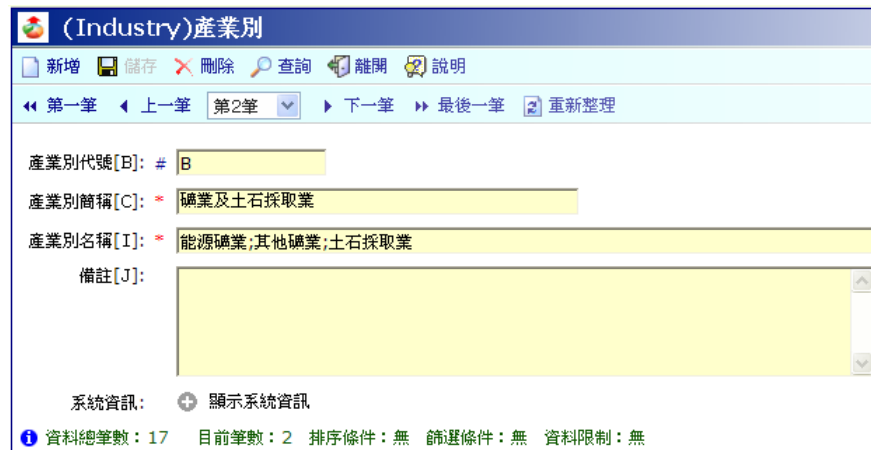 (Industry)產業別
新增 儲存 刪除 查詢 離開 說明
第一筆 上一筆 第2筆 下一筆 最後一筆 重新整理
產業別代號[B]: # B
產業別簡稱[C]: * 礦業及土石採取業
產業別名稱[I]: * 能源礦業;其他礦業;土石採取業
備註[J]:
系統資訊: 顯示系統資訊
資料總筆數：17 目前筆數：2 排序條件：無 篩選條件：無 資料限制：無